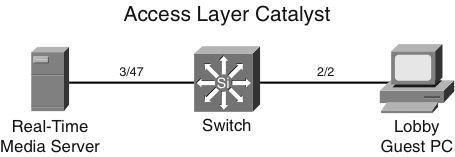 Access Layer Catalyst
3/47
Si
2/2
Real-Time
Media Server
Switch
Lobby
Guest PC